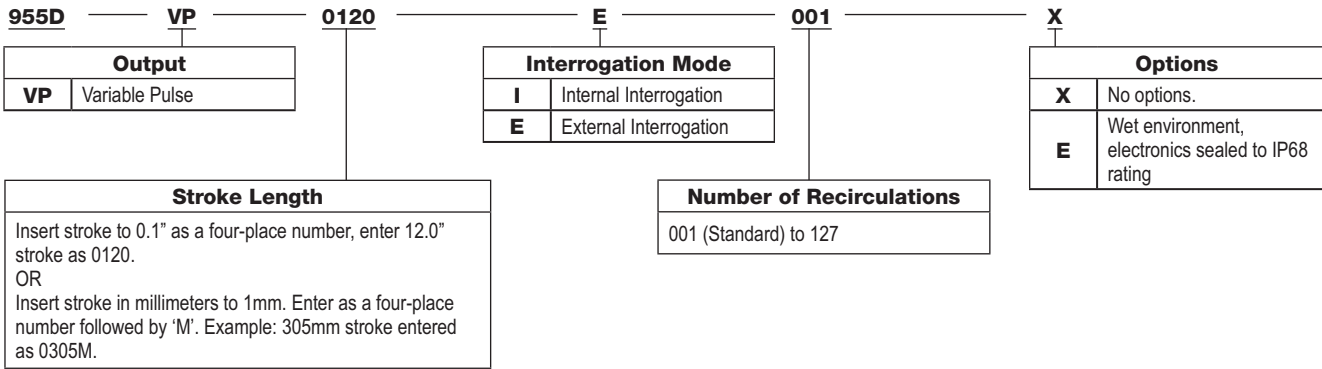 955D VP 0120 E 001 X
Output
VP Variable Pulse
Interrogation Mode
I Internal Interrogation
E External Interrogation
Options
X No options.
E Wet environment,
electronics sealed to IP68
rating
Stroke Length
Insert stroke to 0.1” as a four-place number, enter 12.0”
stroke as 0120.
OR
Insert stroke in millimeters to 1mm. Enter as a four-place
number followed by ‘M’. Example: 305mm stroke entered
as 0305M.
Number of Recirculations
001 (Standard) to 127